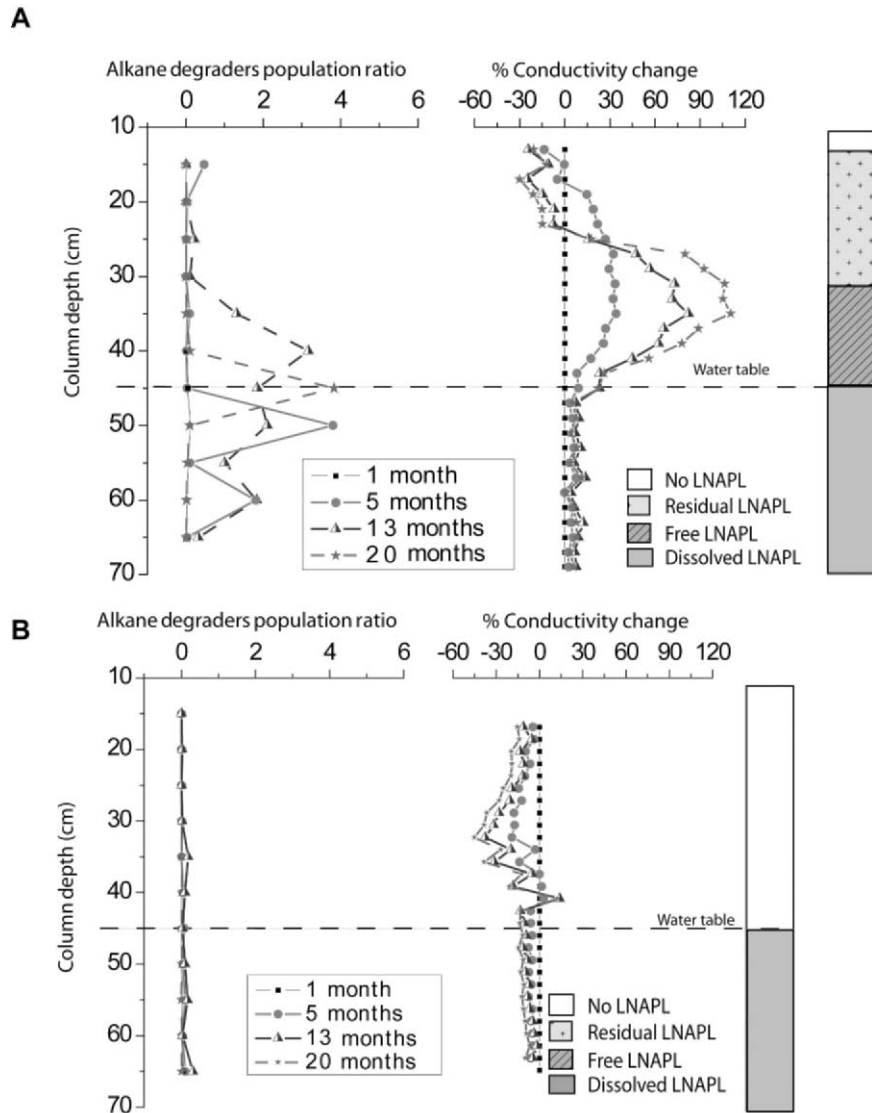 A
Alkane degraders population ratio
% Conductivity change
0 2 4 6
-60 -30 0 30 60 90 120
10
20
30
40
50
60
70
Column depth (cm)
Water table
1 month
5 months
13 months
20 months
No LNAPL
Residual LNAPL
Free LNAPL
Dissolved LNAPL
B
Alkane degraders population ratio
% Conductivity change
0 2 4 6
-60 -30 0 30 60 90 120
10
20
30
40
50
60
70
Column depth (cm)
Water table
1 month
5 months
13 months
20 months
No LNAPL
Residual LNAPL
Free LNAPL
Dissolved LNAPL